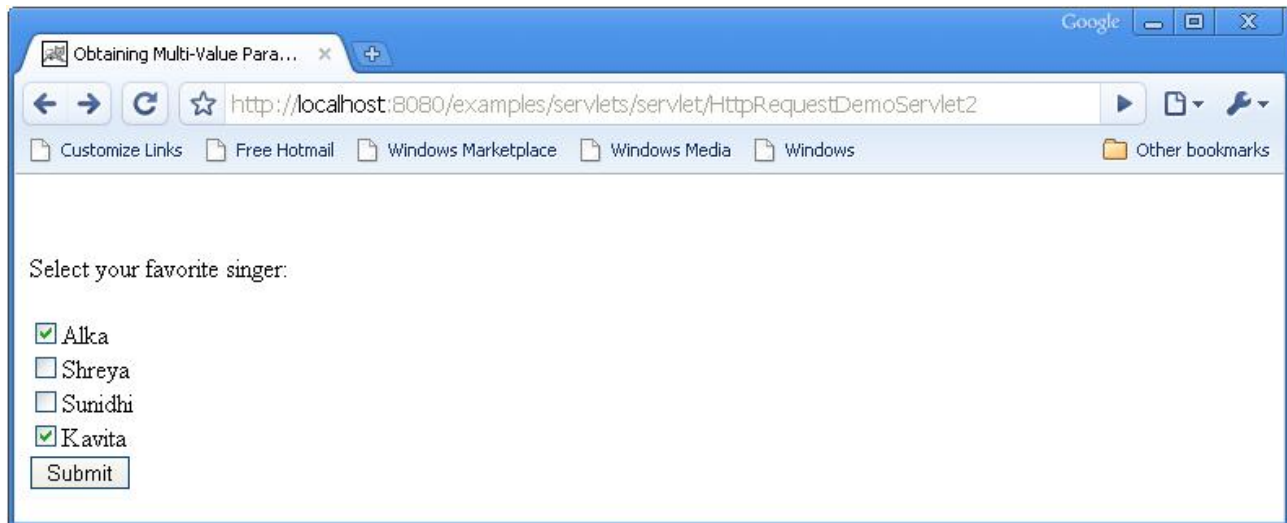 Google
Obtaining Multi-Value Para...
http://localhost:8080/examples/servlets/servlet/HttpRequestDemoServlet2
Customize Links Free Hotmail Windows Marketplace Windows Media Windows Other bookmarks
Select your favorite singer:
Alka
Shreya
Sunidhi
Kavita
Submit